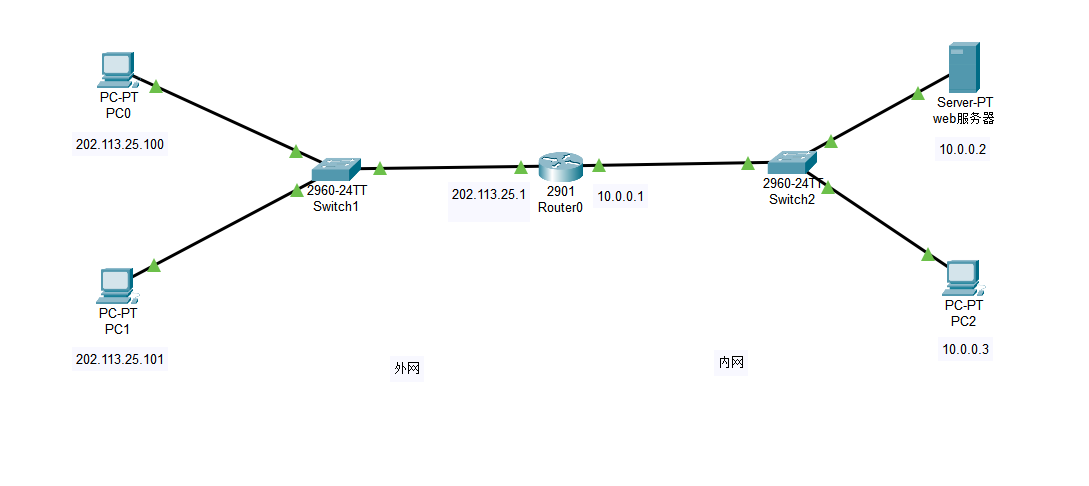 PC-PT
PC0
202.113.25.100
Server-PT
web服务器
10.0.0.2
2960-24TT
Switch1
202.113.25.1
2901
Router0
10.0.0.1
2960-24TT
Switch2
PC-PT
PC1
202.113.25.101
PC-PT
PC2
10.0.0.3
外网
内网